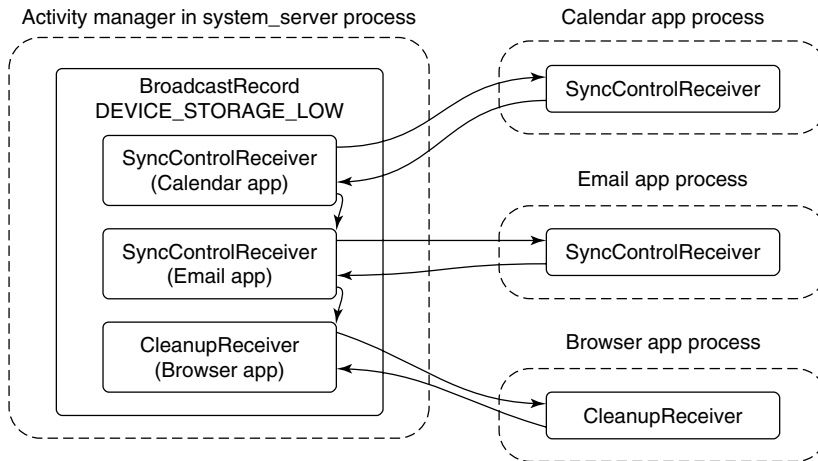 Activity manager in system_server process
BroadcastRecord
DEVICE_STORAGE_LOW
SyncControlReceiver
(Calendar app)
SyncControlReceiver
(Email app)
CleanupReceiver
(Browser app)
Calendar app process
SyncControlReceiver
Email app process
SyncControlReceiver
Browser app process
CleanupReceiver